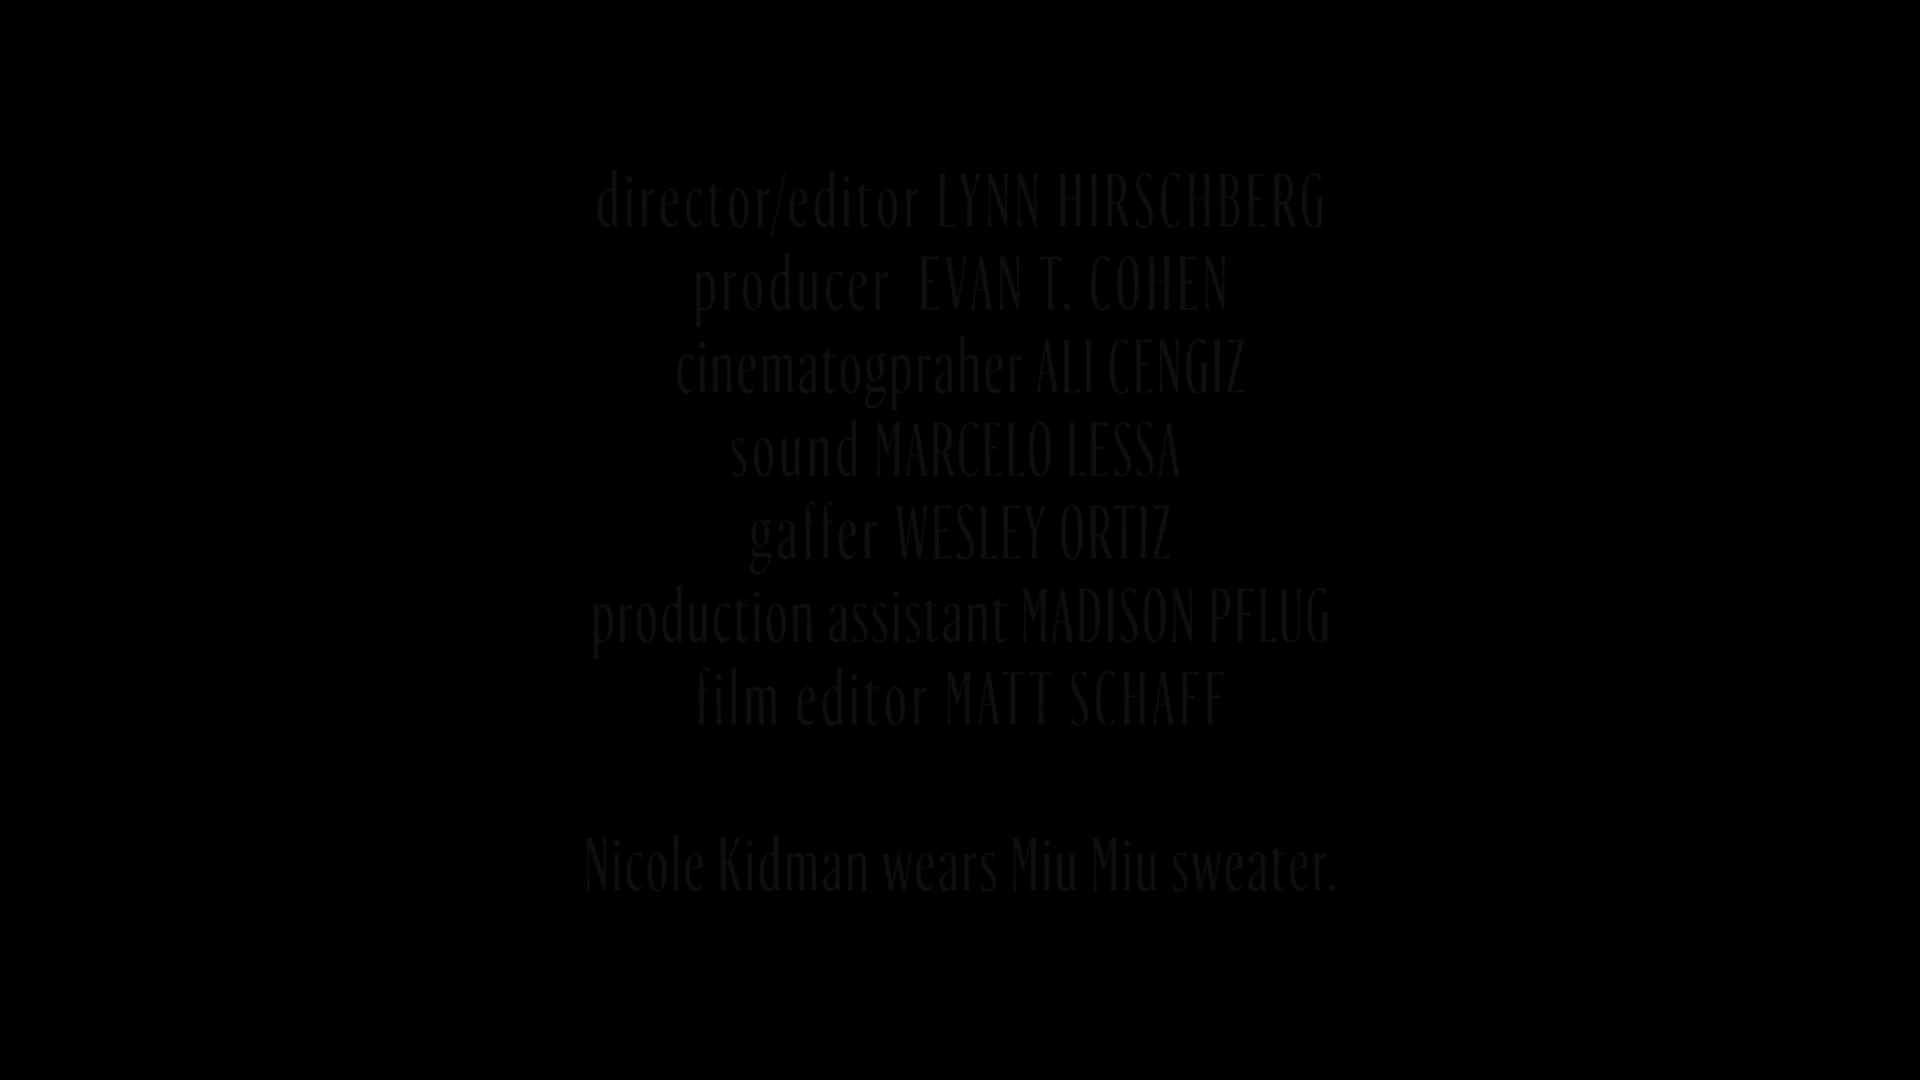 director/editor LYNN HIRSCHBERG
producer EVAN T. COHEN
cinematogpraher ALI CENGIZ
sound MARCELO LESSA
gaffer WESLEY ORTIZ
production assistant MADISON PFLUG
film editor MATT SCHAFF
Nicole Kidman wears Miu Miu sweater.